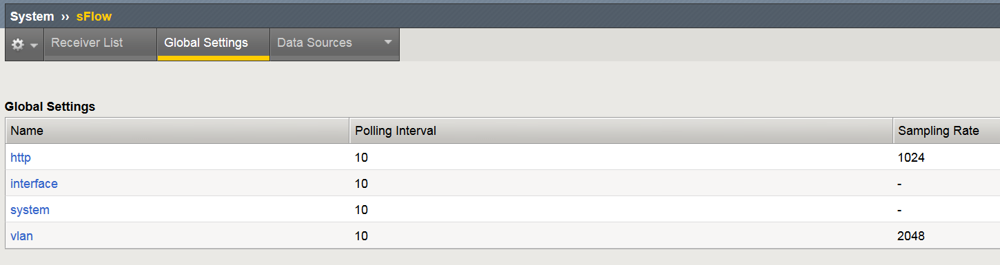 System ›› sFlow
Receiver List Global Settings Data Sources
Global Settings
Name Polling Interval Sampling Rate
http 10 1024
interface 10 -
system 10 -
vlan 10 2048